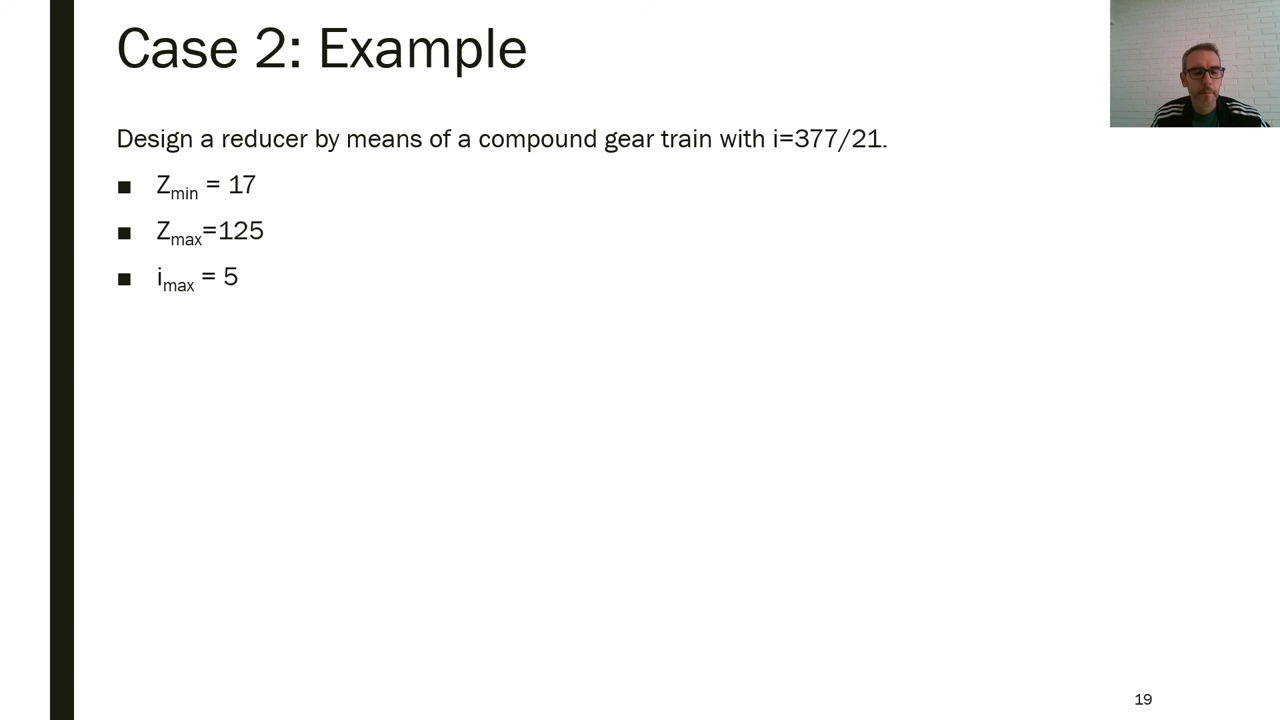 Case 2: Example
Design a reducer by means of a compound gear train with i=377/21.
■ Zmin = 17
■ Zmax=125
■ imax = 5
19